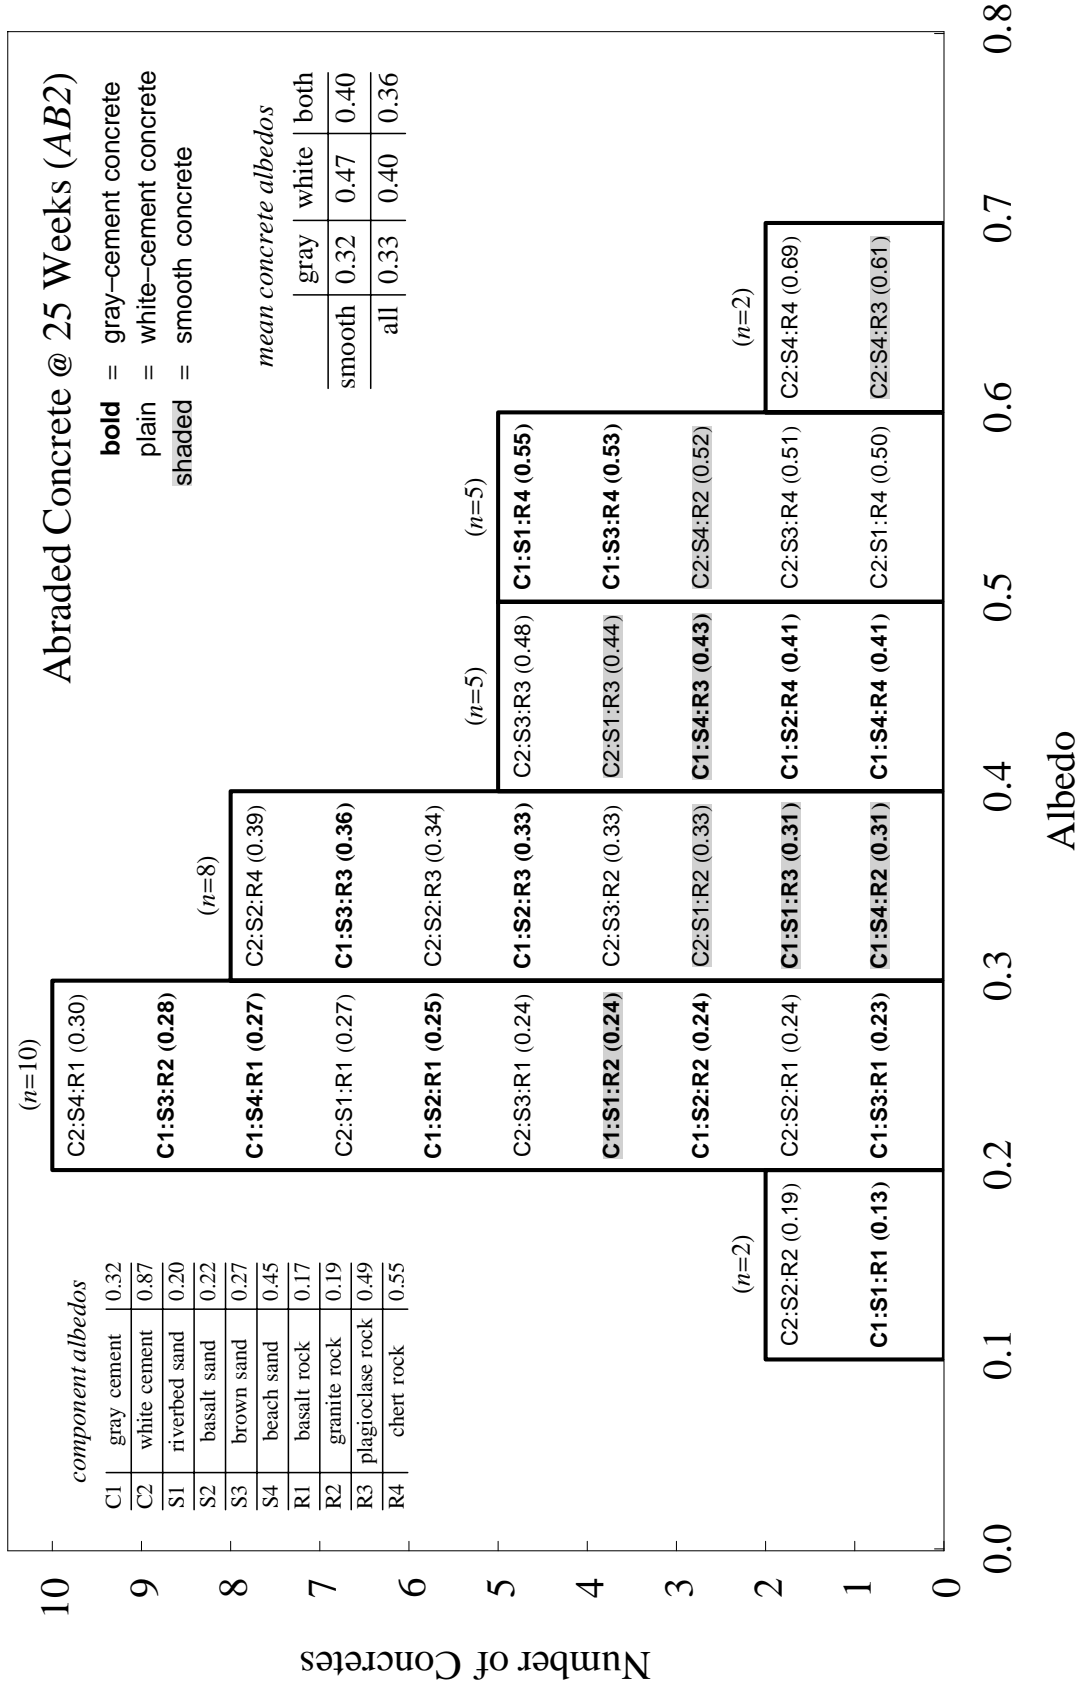 Abraded Concrete @ 25 Weeks (AB2)
bold = gray–cement concrete
plain = white–cement concrete
shaded = smooth concrete
component albedos
C1 gray cement 0.32
C2 white cement 0.87
S1 riverbed sand 0.20
S2 basalt sand 0.22
S3 brown sand 0.27
S4 beach sand 0.45
R1 basalt rock 0.17
R2 granite rock 0.19
R3 plagioclase rock 0.49
R4 chert rock 0.55
mean concrete albedos
gray white both
smooth 0.32 0.47 0.40
all 0.33 0.40 0.36
(n=2)
C2:S2:R2 (0.19)
C1:S1:R1 (0.13)
(n=10)
C2:S4:R1 (0.30)
C1:S3:R2 (0.28)
C1:S4:R1 (0.27)
C2:S1:R1 (0.27)
C1:S2:R1 (0.25)
C2:S3:R1 (0.24)
C1:S1:R2 (0.24)
C1:S2:R2 (0.24)
C2:S2:R1 (0.24)
C1:S3:R1 (0.23)
(n=8)
C2:S2:R4 (0.39)
C1:S3:R3 (0.36)
C2:S2:R3 (0.34)
C1:S2:R3 (0.33)
C2:S3:R2 (0.33)
C2:S1:R2 (0.33)
C1:S1:R3 (0.31)
C1:S4:R2 (0.31)
(n=5)
C2:S3:R3 (0.48)
C2:S1:R3 (0.44)
C1:S4:R3 (0.43)
C1:S2:R4 (0.41)
C1:S4:R4 (0.41)
(n=5)
C1:S1:R4 (0.55)
C1:S3:R4 (0.53)
C2:S4:R2 (0.52)
C2:S3:R4 (0.51)
C2:S1:R4 (0.50)
(n=2)
C2:S4:R4 (0.69)
C2:S4:R3 (0.61)
Number of Concretes
10
9
8
7
6
5
4
3
2
1
0
0.0 0.1 0.2 0.3 0.4 0.5 0.6 0.7 0.8
Albedo